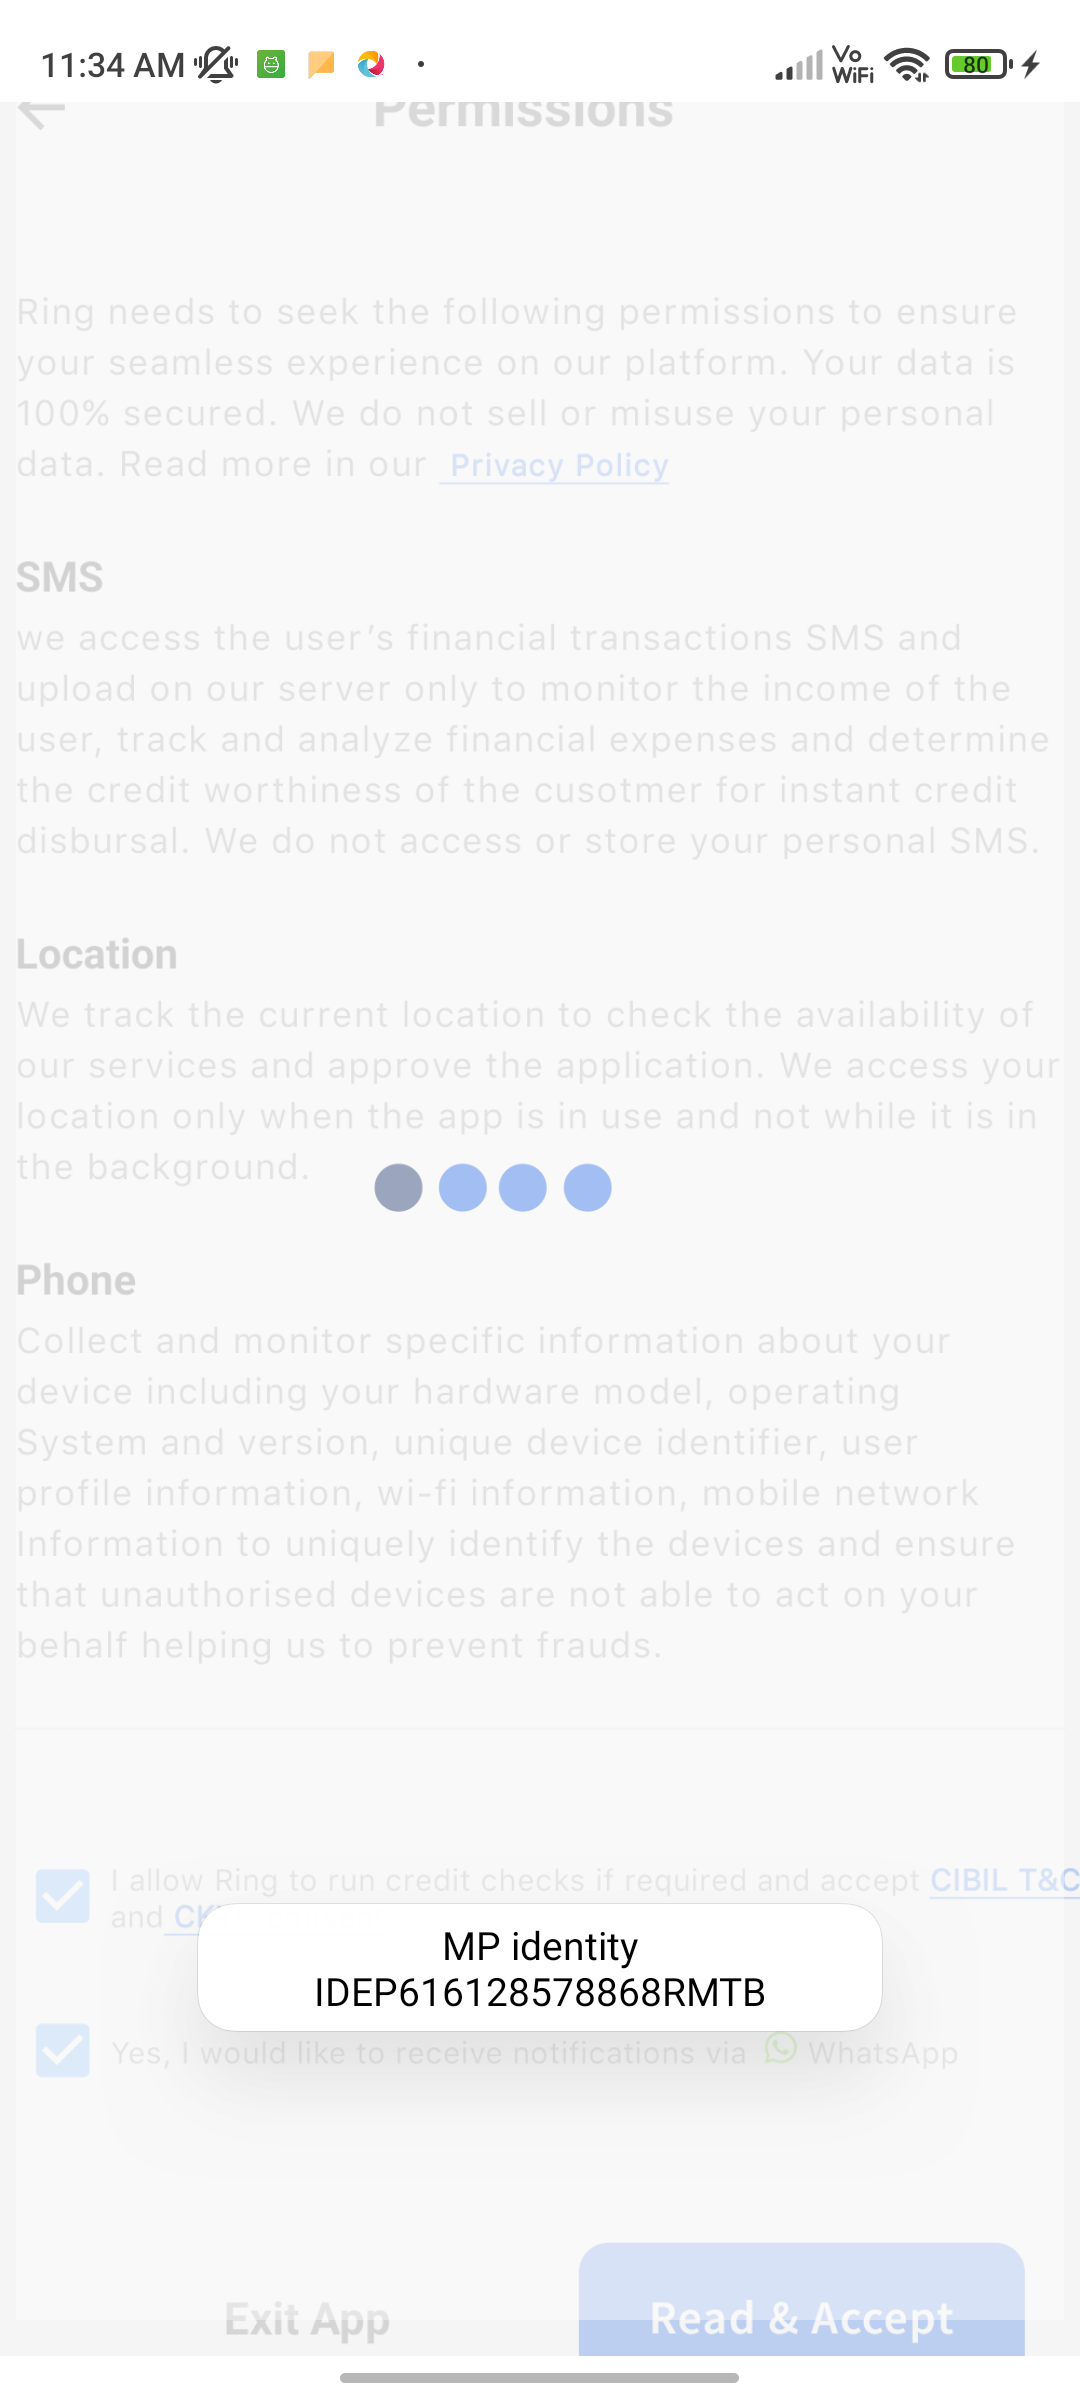 11:34 AM
Vo
WiFi
80
Permissions
Ring needs to seek the following permissions to ensure
your seamless experience on our platform. Your data is
100% secured. We do not sell or misuse your personal
data. Read more in our Privacy Policy
SMS
we access the user's financial transactions SMS and
upload on our server only to monitor the income of the
user, track and analyze financial expenses and determine
the credit worthiness of the cusotmer for instant credit
disbursal. We do not access or store your personal SMS.
Location
We track the current location to check the availability of
our services and approve the application. We access your
location only when the app is in use and not while it is in
the background.
Phone
Collect and monitor specific information about your
device including your hardware model, operating
System and version, unique device identifier, user
profile information, wi-fi information, mobile network
Information to uniquely identify the devices and ensure
that unauthorised devices are not able to act on your
behalf helping us to prevent frauds.
I allow Ring to run credit checks if required and accept CIBIL T&C
and
MP identity
IDEP616128578868RMTB
Yes, I would like to receive notifications via WhatsApp
Exit App
Read & Accept